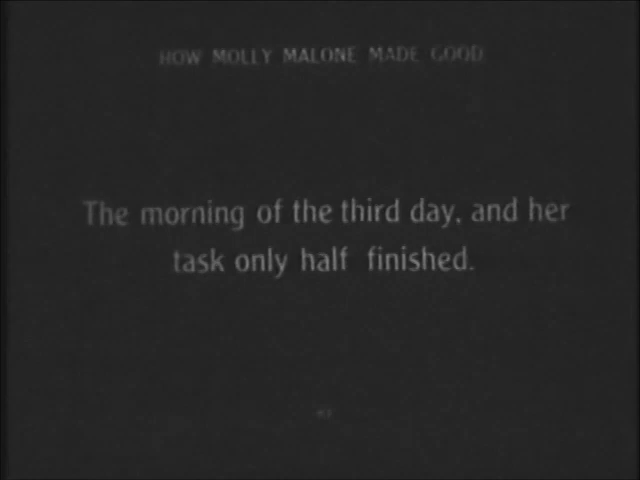 HOW MOLLY MALONE MADE GOOD
The morning of the third day, and her
task only half finished.